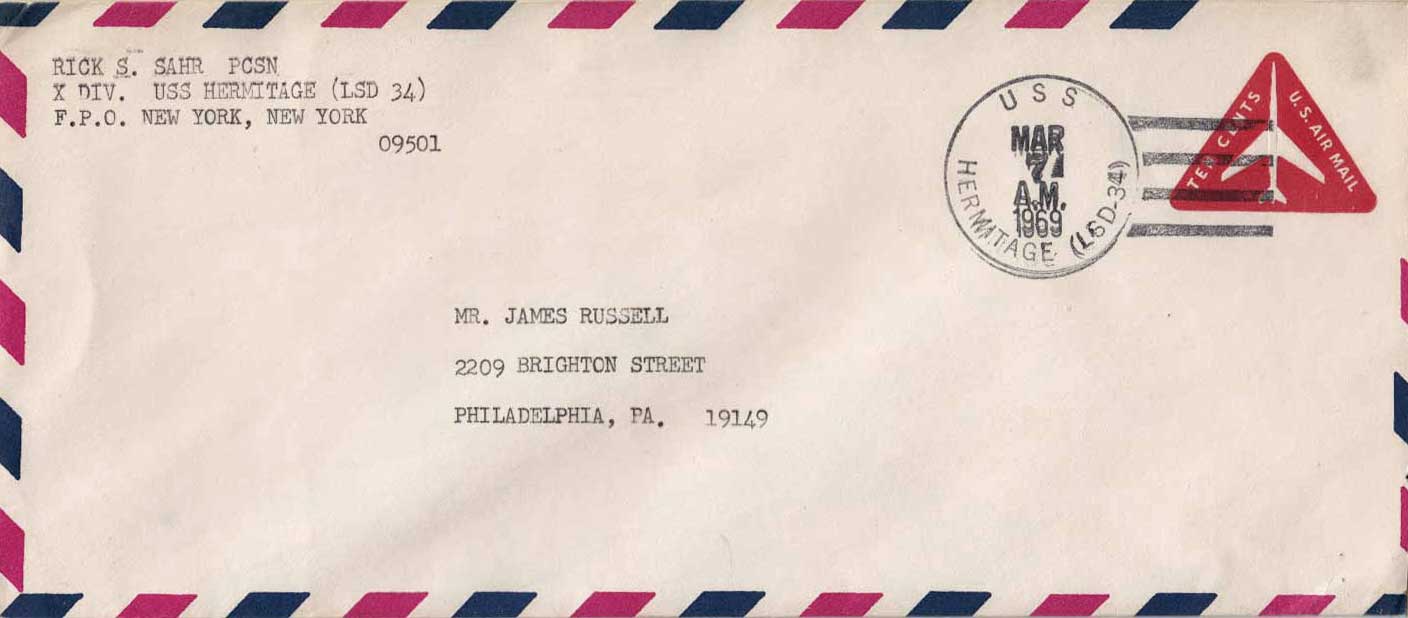 RICK S. SAHR PCSN
X DIV. USS HERMITAGE (LSD 34)
F.P.O. NEW YORK, NEW YORK
09501
USS
MAR
7
A.M.
1969
HERMITAGE (LSD-34)
TEN CENTS
U.S. AIR MAIL
MR. JAMES RUSSELL
2209 BRIGHTON STREET
PHILADELPHIA, PA. 19149